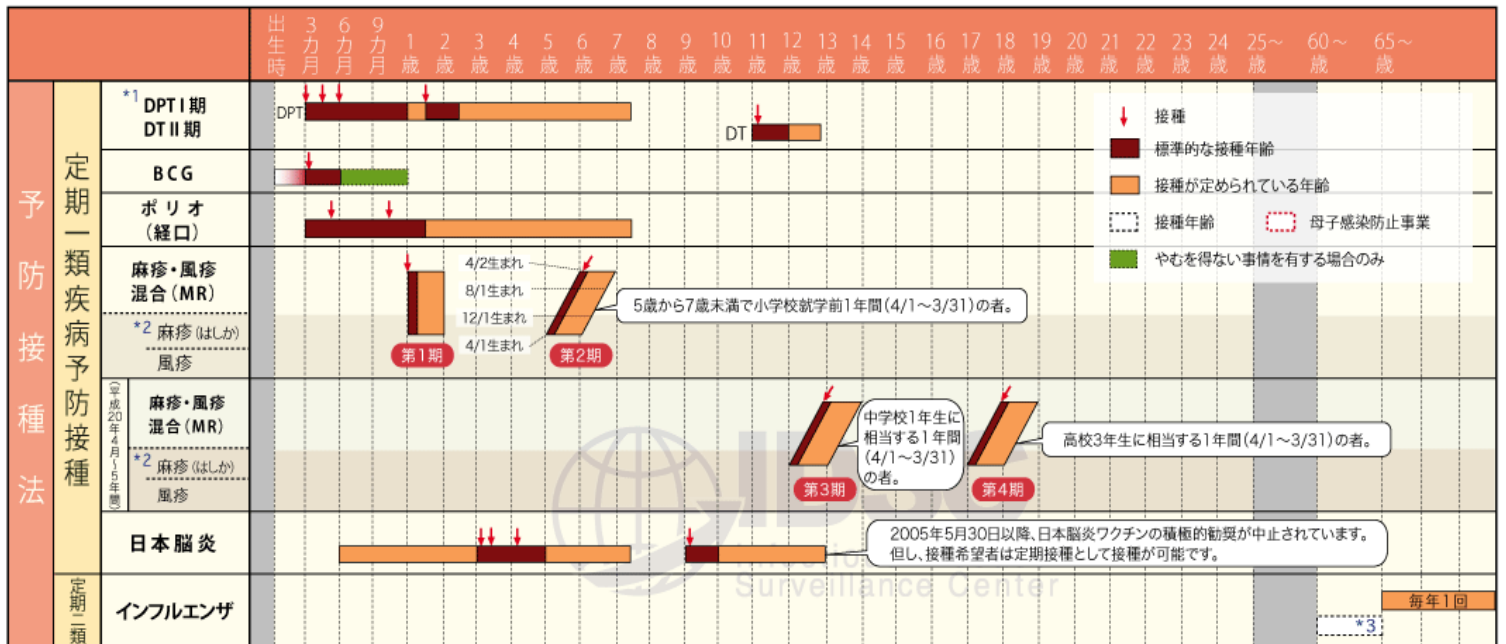 出生時
3カ月
6カ月
9カ月
1歳
2歳
3歳
4歳
5歳
6歳
7歳
8歳
9歳
10歳
11歳
12歳
13歳
14歳
15歳
16歳
17歳
18歳
19歳
20歳
21歳
22歳
23歳
24歳
25～歳
60～歳
65～歳
予防接種法
定期一類疾病予防接種
*1 DPT I 期
DT II 期
DPT
DT
接種
標準的な接種年齢
接種が定められている年齢
接種年齢
母子感染防止事業
やむを得ない事情を有する場合のみ
BCG
ポリオ
(経口)
麻疹・風疹
混合(MR)
*2 麻疹(はしか)
風疹
4/2生まれ
8/1生まれ
12/1生まれ
4/1生まれ
第1期
第2期
5歳から7歳未満で小学校就学前1年間(4/1～3/31)の者。
(平成20年4月～5年間)
麻疹・風疹
混合(MR)
*2 麻疹(はしか)
風疹
第3期
中学校1年生に
相当する1年間
(4/1～3/31)
の者。
第4期
高校3年生に相当する1年間(4/1～3/31)の者。
日本脳炎
2005年5月30日以降、日本脳炎ワクチンの積極的勧奨が中止されています。
但し、接種希望者は定期接種として接種が可能です。
Surveillance Center
定期二類
インフルエンザ
毎年1回
*3